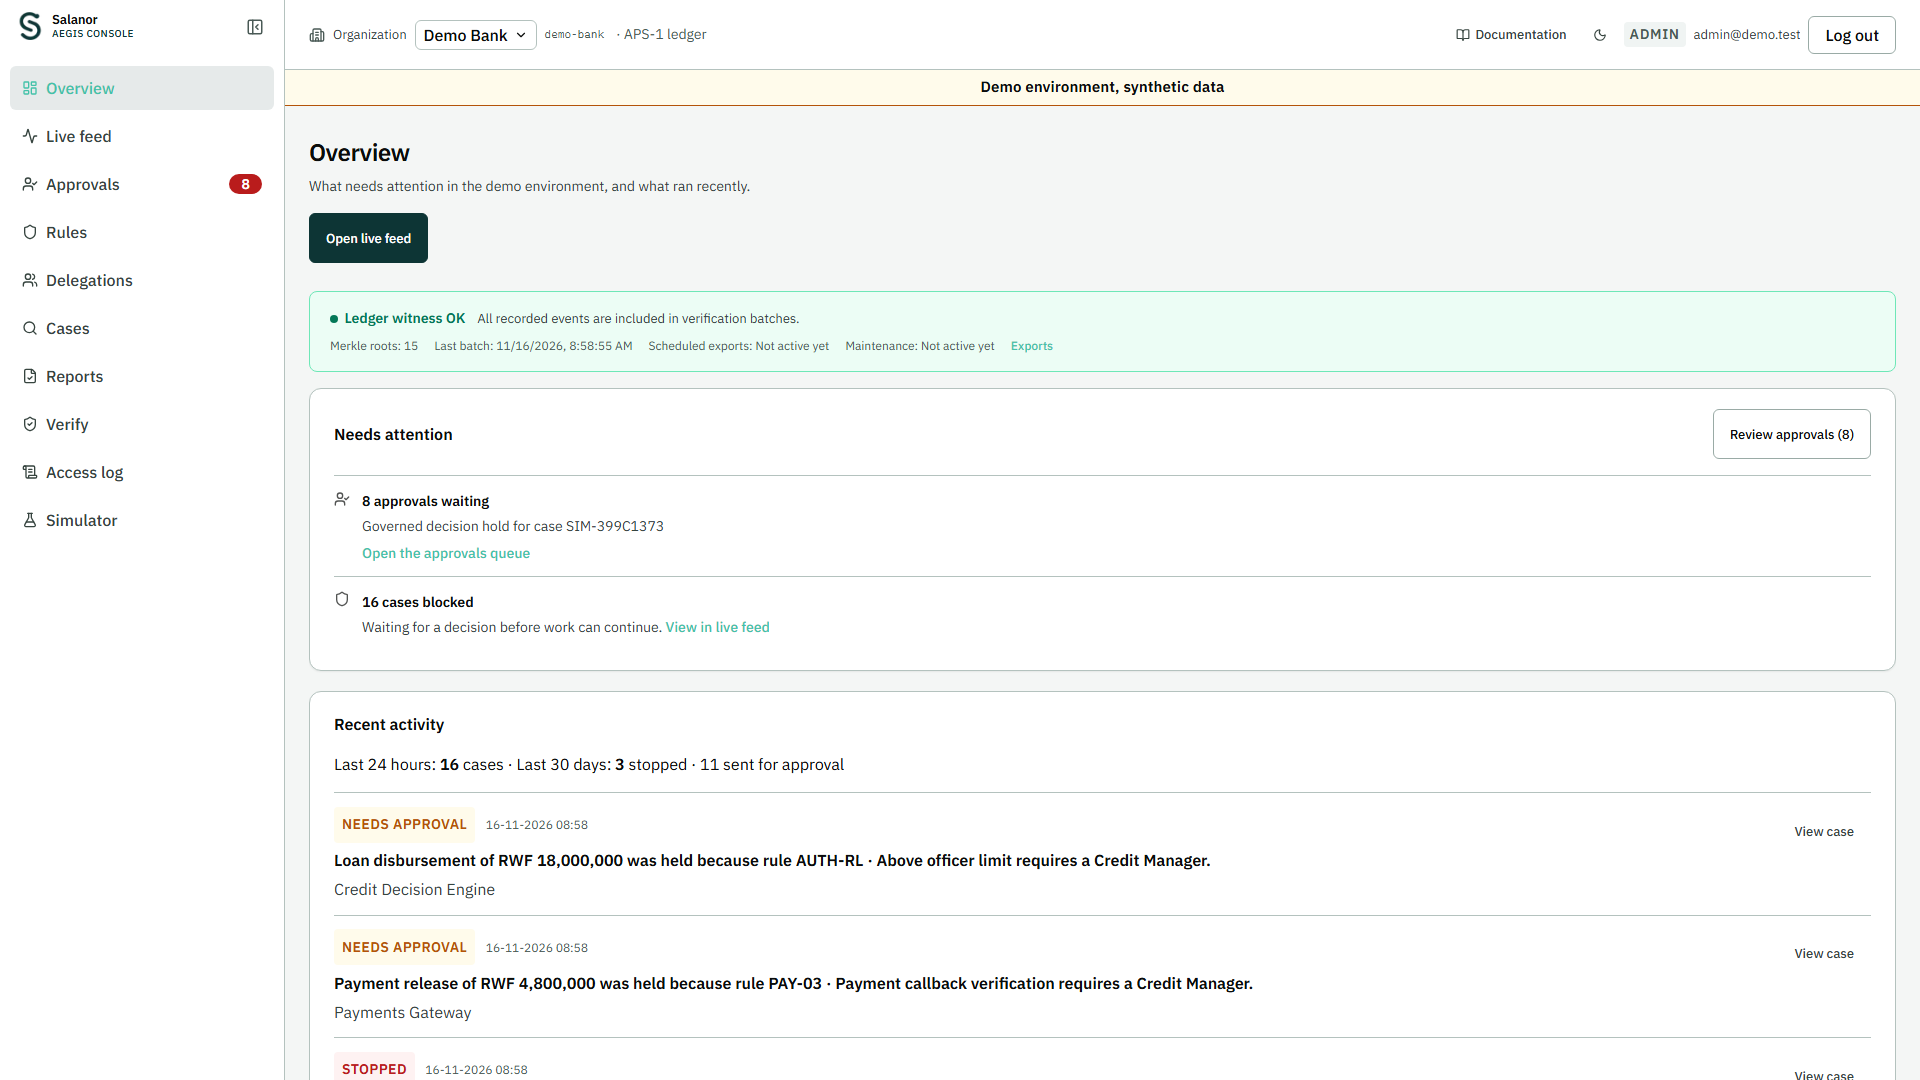 Salanor
AEGIS CONSOLE
Overview
Live feed
Approvals 8
Rules
Delegations
Cases
Reports
Verify
Access log
Simulator
Organization Demo Bank demo-bank · APS-1 ledger
Documentation ADMIN admin@demo.test Log out
Demo environment, synthetic data
Overview
What needs attention in the demo environment, and what ran recently.
Open live feed
Ledger witness OK All recorded events are included in verification batches.
Merkle roots: 15 Last batch: 11/16/2026, 8:58:55 AM Scheduled exports: Not active yet Maintenance: Not active yet Exports
Needs attention
Review approvals (8)
8 approvals waiting
Governed decision hold for case SIM-399C1373
Open the approvals queue
16 cases blocked
Waiting for a decision before work can continue. View in live feed
Recent activity
Last 24 hours: 16 cases · Last 30 days: 3 stopped · 11 sent for approval
NEEDS APPROVAL 16-11-2026 08:58
View case
Loan disbursement of RWF 18,000,000 was held because rule AUTH-RL · Above officer limit requires a Credit Manager.
Credit Decision Engine
NEEDS APPROVAL 16-11-2026 08:58
View case
Payment release of RWF 4,800,000 was held because rule PAY-03 · Payment callback verification requires a Credit Manager.
Payments Gateway
STOPPED 16-11-2026 08:58
View case